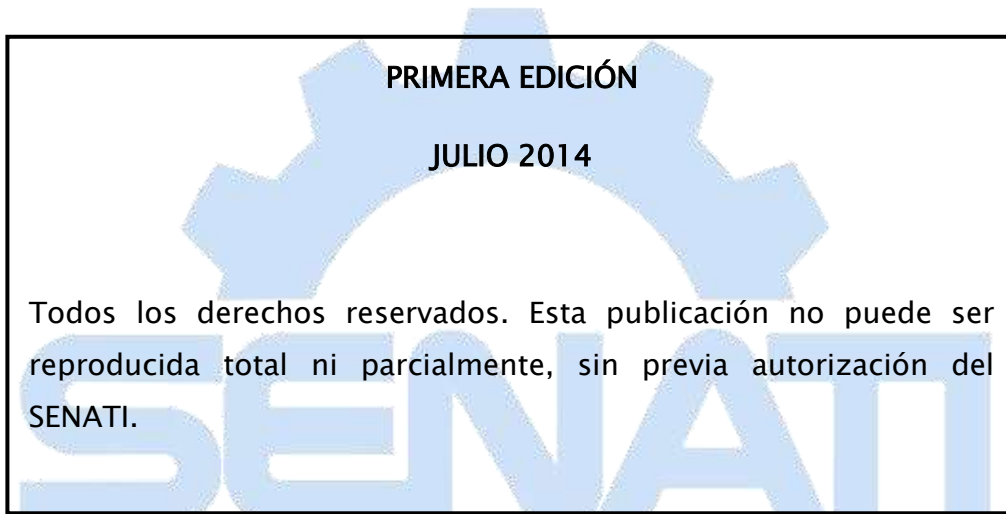 PRIMERA EDICIÓN
JULIO 2014
Todos los derechos reservados. Esta publicación no puede ser
reproducida total ni parcialmente, sin previa autorización del
SENATI.
SENATI